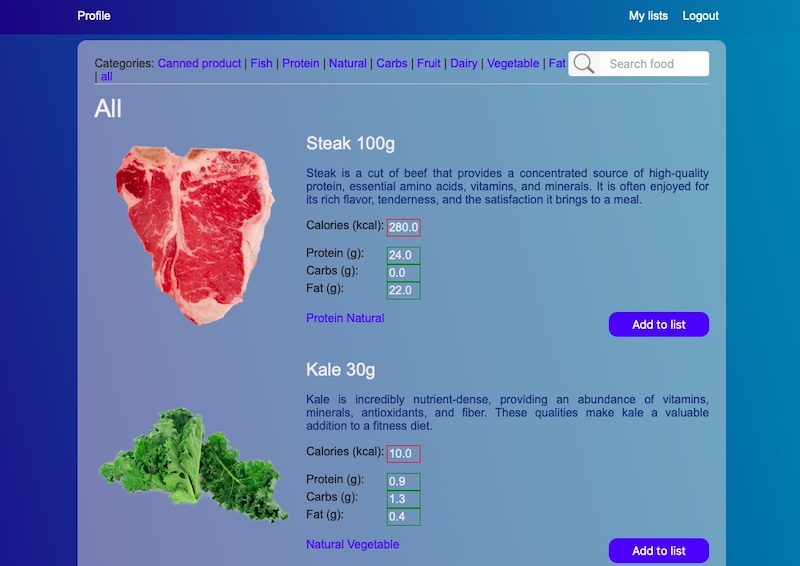 Profile My lists Logout
Categories: Canned product | Fish | Protein | Natural | Carbs | Fruit | Dairy | Vegetable | Fat
| all
Search food
All
Steak 100g
Steak is a cut of beef that provides a concentrated source of high-quality
protein, essential amino acids, vitamins, and minerals. It is often enjoyed for
its rich flavor, tenderness, and the satisfaction it brings to a meal.
Calories (kcal): 280.0
Protein (g): 24.0
Carbs (g): 0.0
Fat (g): 22.0
Protein Natural
Add to list
Kale 30g
Kale is incredibly nutrient-dense, providing an abundance of vitamins,
minerals, antioxidants, and fiber. These qualities make kale a valuable
addition to a fitness diet.
Calories (kcal): 10.0
Protein (g): 0.9
Carbs (g): 1.3
Fat (g): 0.4
Natural Vegetable
Add to list